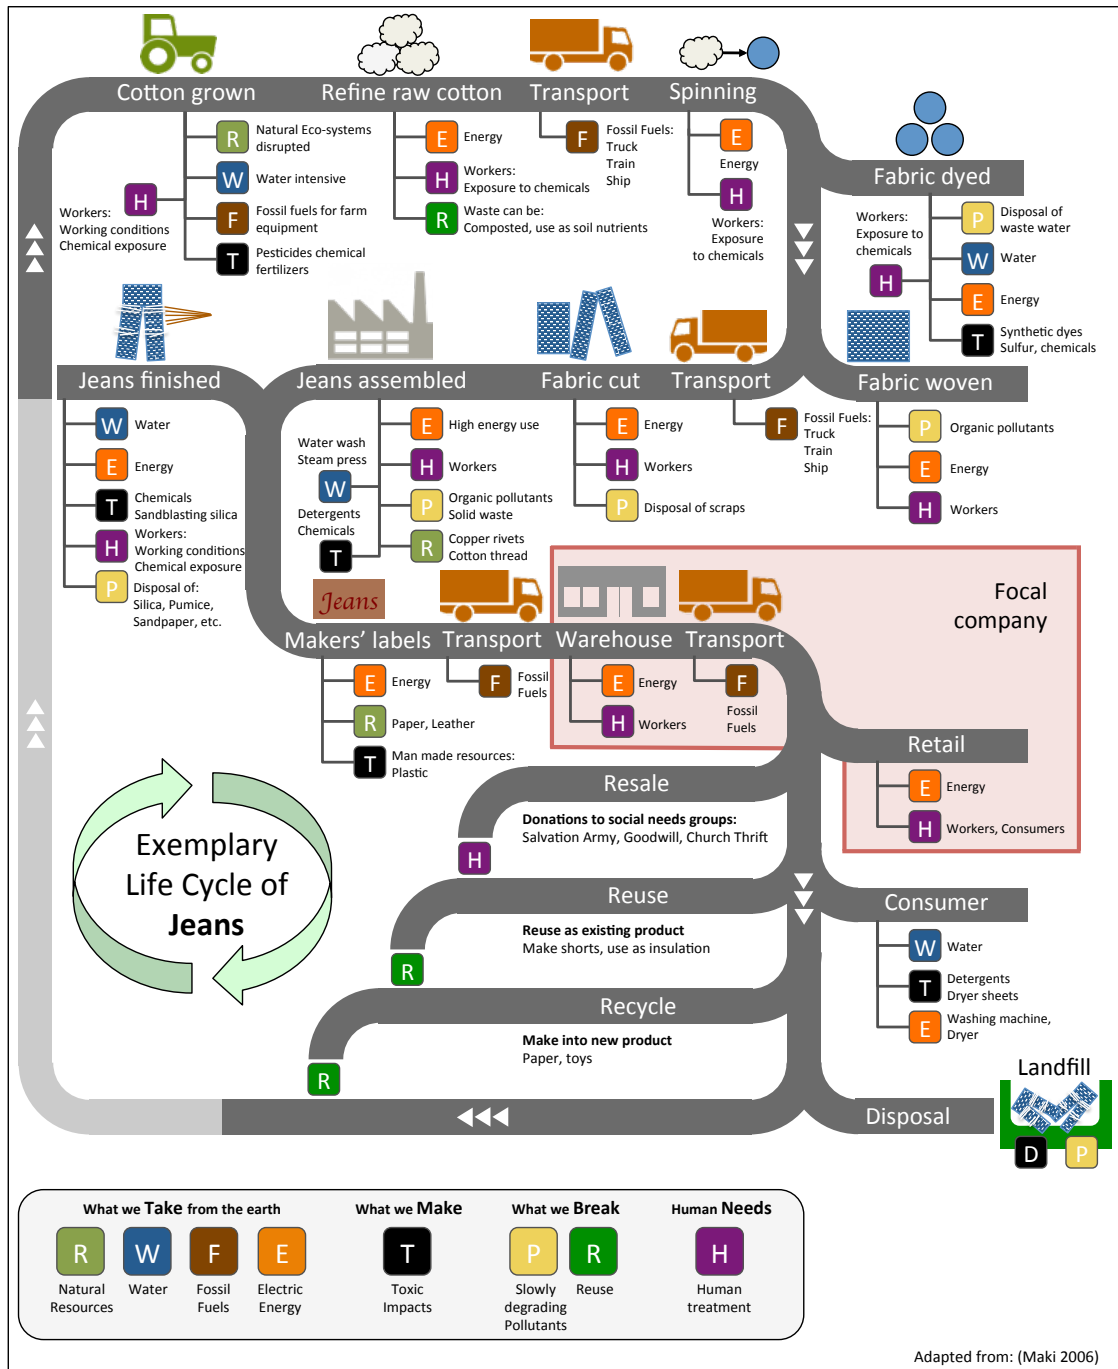 Cotton grown
Refine raw cotton
Transport
Spinning
R
Natural Eco-systems
disrupted
W
Water intensive
H
Workers:
Working conditions
Chemical exposure
F
Fossil fuels for farm
equipment
T
Pesticides chemical
fertilizers
E
Energy
H
Workers:
Exposure to chemicals
R
Waste can be:
Composted, use as soil nutrients
F
Fossil Fuels:
Truck
Train
Ship
E
Energy
H
Workers:
Exposure
to chemicals
Fabric dyed
Workers:
Exposure to
chemicals
H
P
Disposal of
waste water
W
Water
E
Energy
T
Synthetic dyes
Sulfur, chemicals
Jeans finished
Jeans assembled
Fabric cut
Transport
Fabric woven
W
Water
E
Energy
T
Chemicals
Sandblasting silica
H
Workers:
Working conditions
Chemical exposure
P
Disposal of:
Silica, Pumice,
Sandpaper, etc.
Water wash
Steam press
W
Detergents
Chemicals
T
E
High energy use
H
Workers
P
Organic pollutants
Solid waste
R
Copper rivets
Cotton thread
E
Energy
H
Workers
P
Disposal of scraps
F
Fossil Fuels:
Truck
Train
Ship
P
Organic pollutants
E
Energy
H
Workers
Jeans
Focal
company
Makers' labels
Transport
Warehouse
Transport
E
Energy
R
Paper, Leather
T
Man made resources:
Plastic
F
Fossil
Fuels
E
Energy
H
Workers
F
Fossil
Fuels
Retail
E
Energy
H
Workers, Consumers
Resale
Donations to social needs groups:
Salvation Army, Goodwill, Church Thrift
H
Exemplary
Life Cycle of
Jeans
Reuse
Reuse as existing product
Make shorts, use as insulation
R
Consumer
W
Water
T
Detergents
Dryer sheets
E
Washing machine,
Dryer
Recycle
Make into new product
Paper, toys
R
Landfill
Disposal
D
P
What we Take from the earth
What we Make
What we Break
Human Needs
R
W
F
E
T
P
R
H
Natural
Resources
Water
Fossil
Fuels
Electric
Energy
Toxic
Impacts
Slowly
degrading
Pollutants
Reuse
Human
treatment
Adapted from: (Maki 2006)